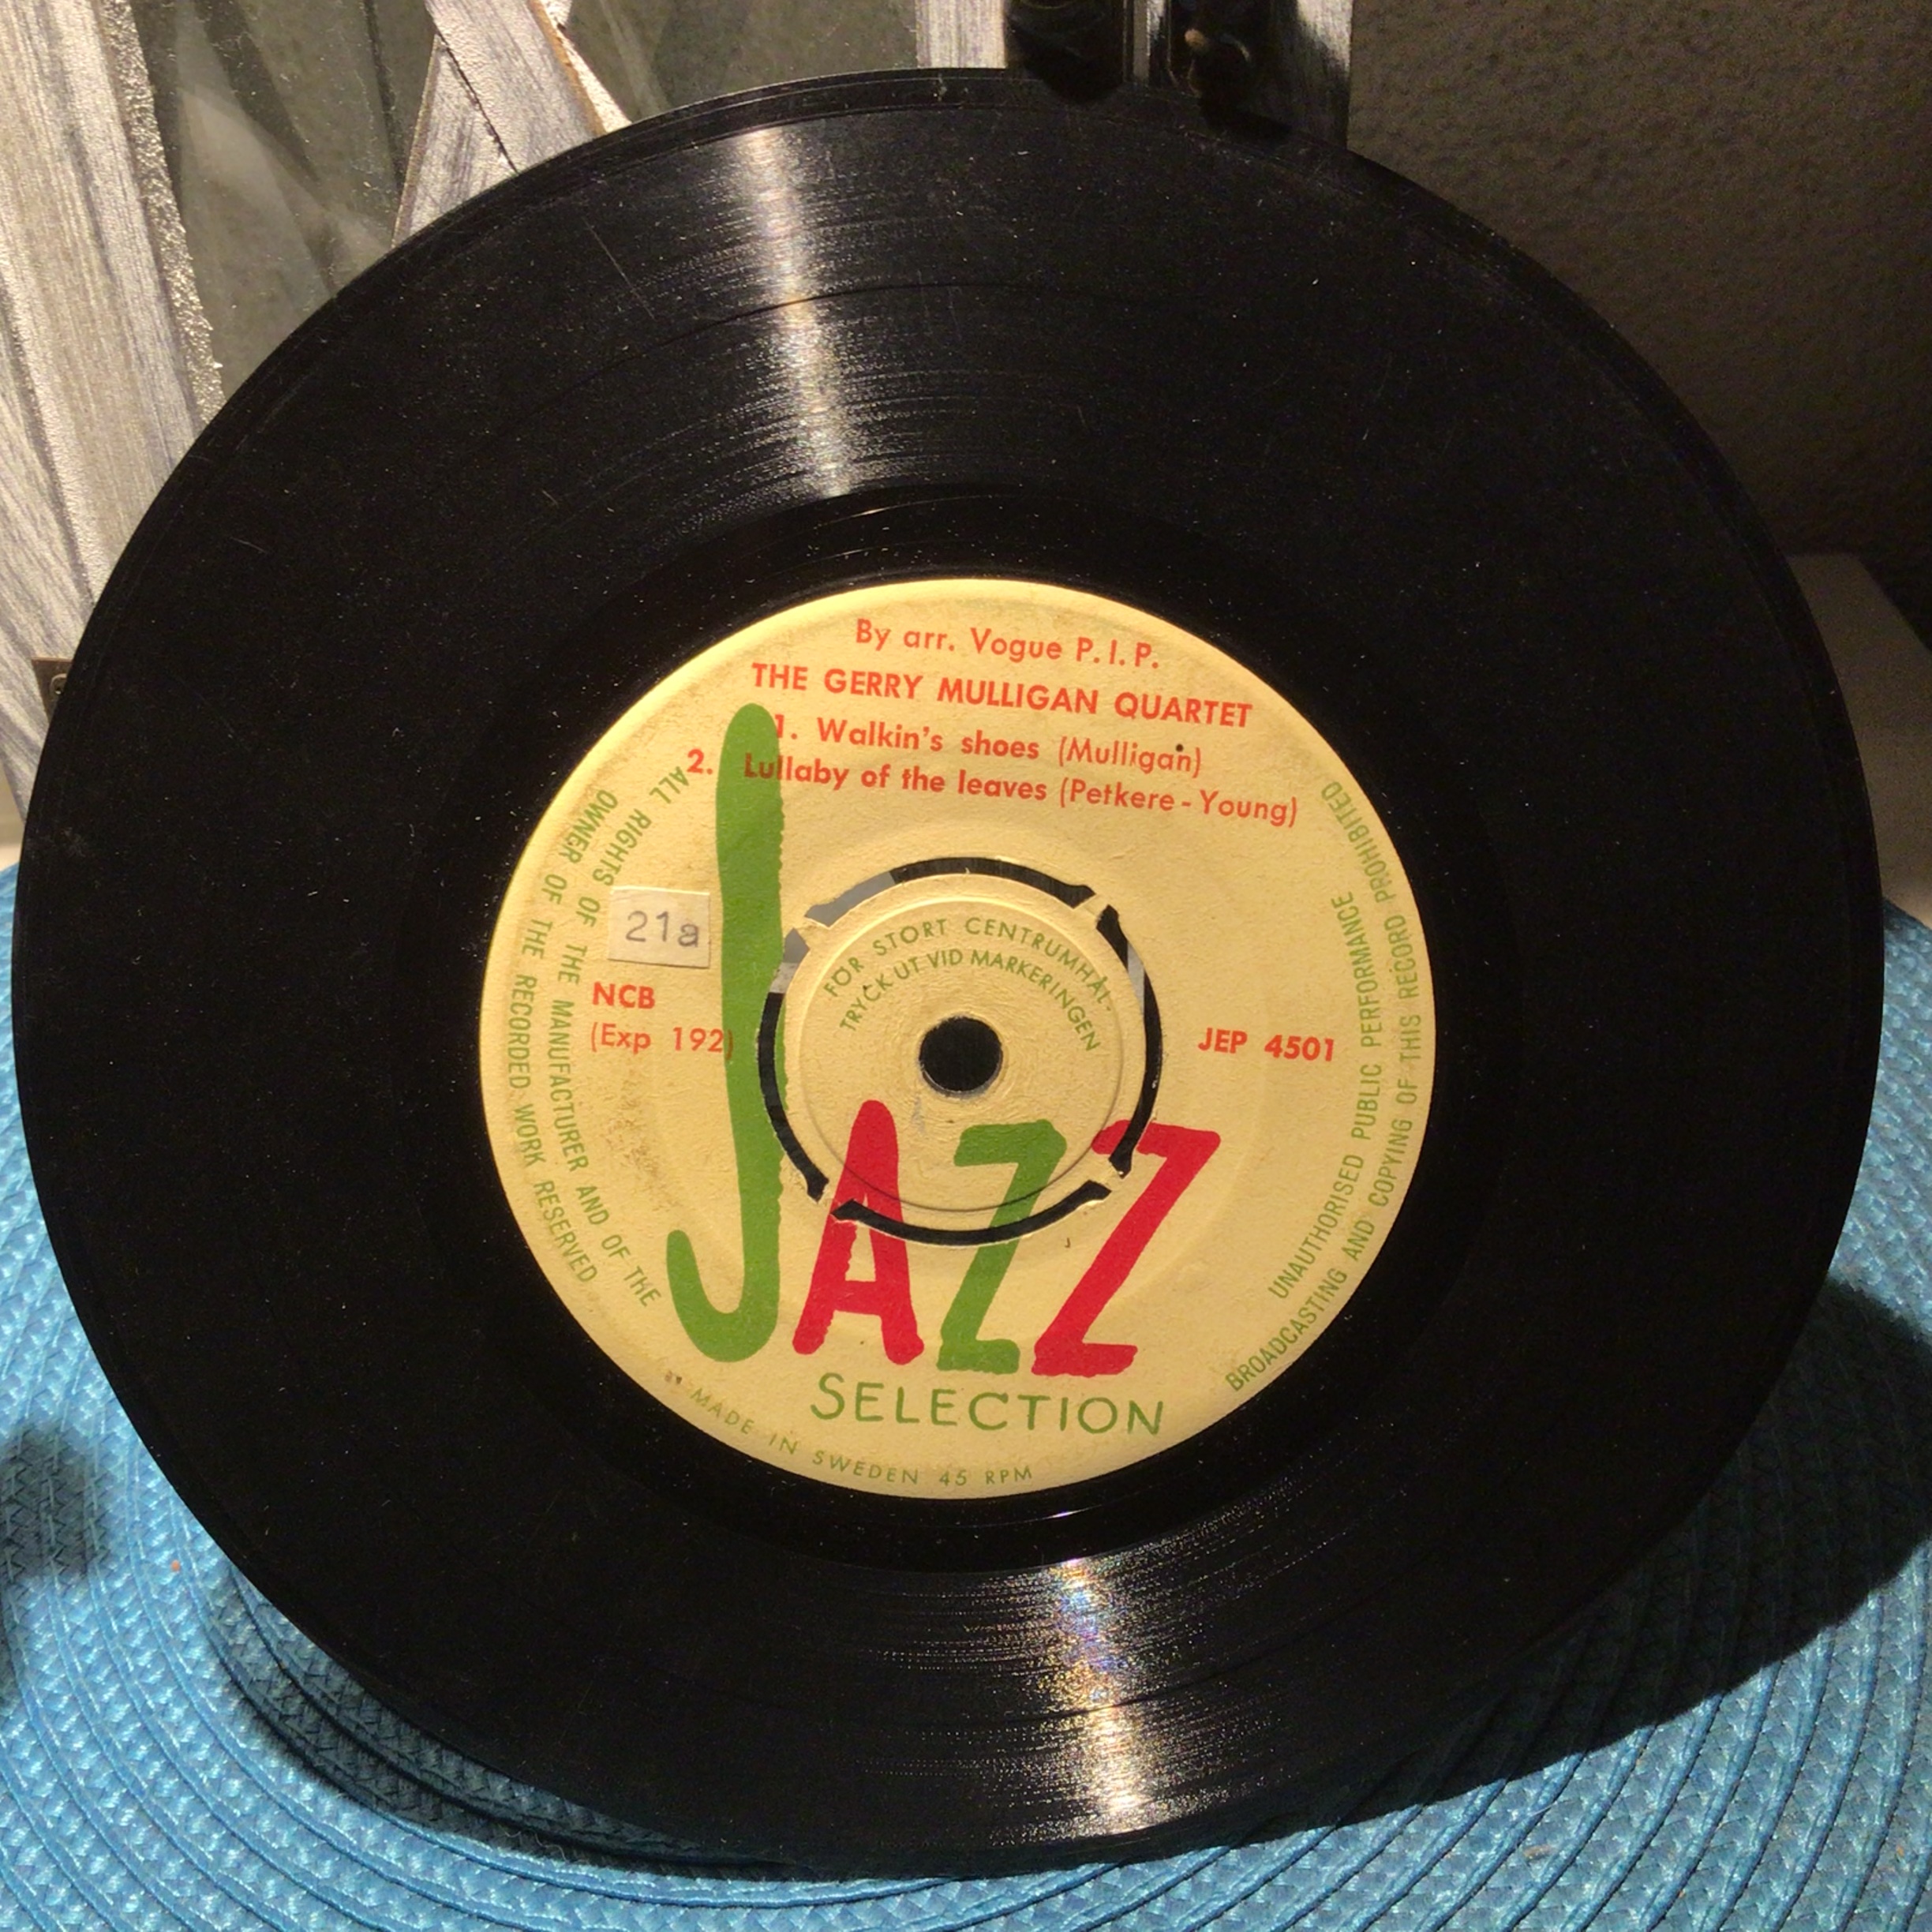 By arr. Vogue P.I.P.
THE GERRY MULLIGAN QUARTET
1. Walkin's shoes (Mulligan)
2. Lullaby of the leaves (Petkere - Young)
ALL RIGHTS OF THE MANUFACTURER AND OF THE
OWNER OF THE RECORDED WORK RESERVED
21a
NCB
(Exp 192)
FÖR STORT CENTRUMHÅL-
TRYCK UT VID MARKERINGEN
JEP 4501
UNAUTHORISED PUBLIC PERFORMANCE
BROADCASTING AND COPYING OF THIS RECORD PROHIBITED
JAZZ
SELECTION
MADE IN SWEDEN 45 RPM